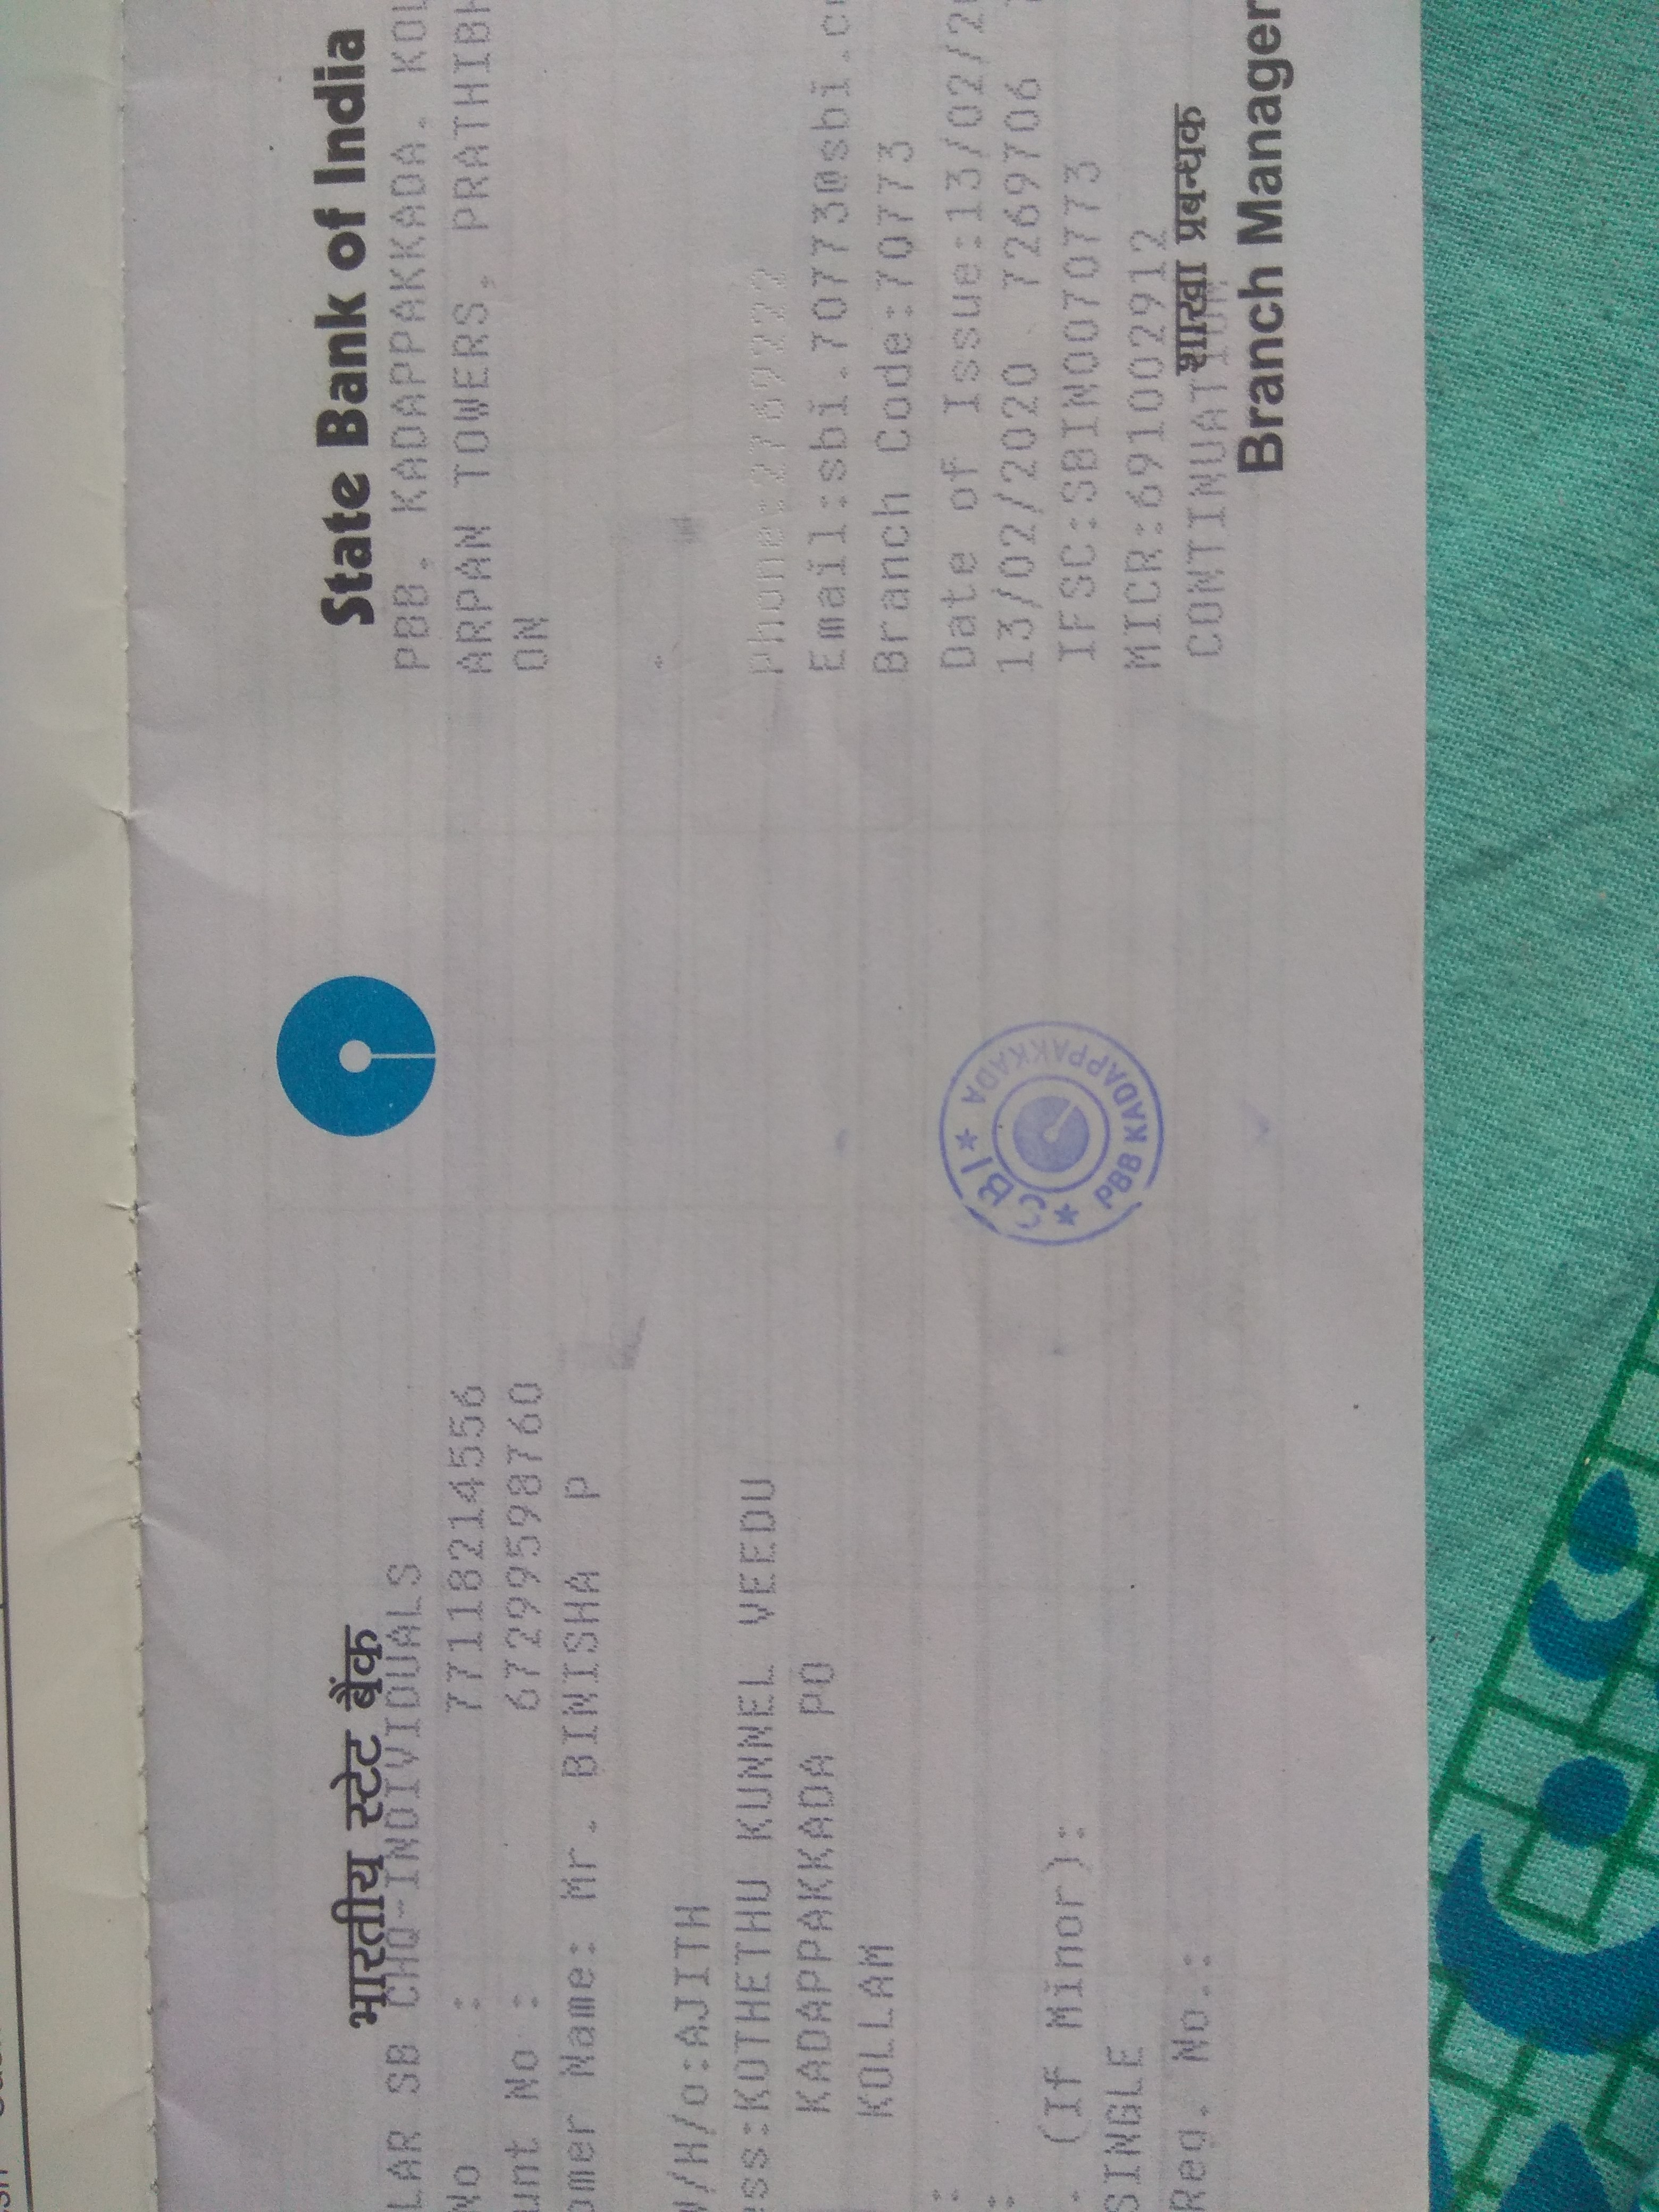 भारतीय स्टेट बैंक
LAR SB CHQ-INDIVIDUALS
No : 77118214556
unt No : 67299598760
omer Name: Mr. BINISHA P
W/H/o:AJITH
ess:KOTHETHU KUNNEL VEEDU
KADAPPAKKADA PO
KOLLAM
:
:
. (If Minor):
SINGLE
Reg. No.:
SBI
PBB KADAPPAKKADA
State Bank of India
PBB. KADAPPAKKADA. KOL
ARPAN TOWERS. PRATHIBH
ON
Phone:2769222
Email:sbi.70773@sbi.c
Branch Code:70773
Date of Issue:13/02/2
13/02/2020 7269706
IFSC:SBIN0070773
MICR:691002912
CONTINUATION
शाखा प्रबन्धक
Branch Manager